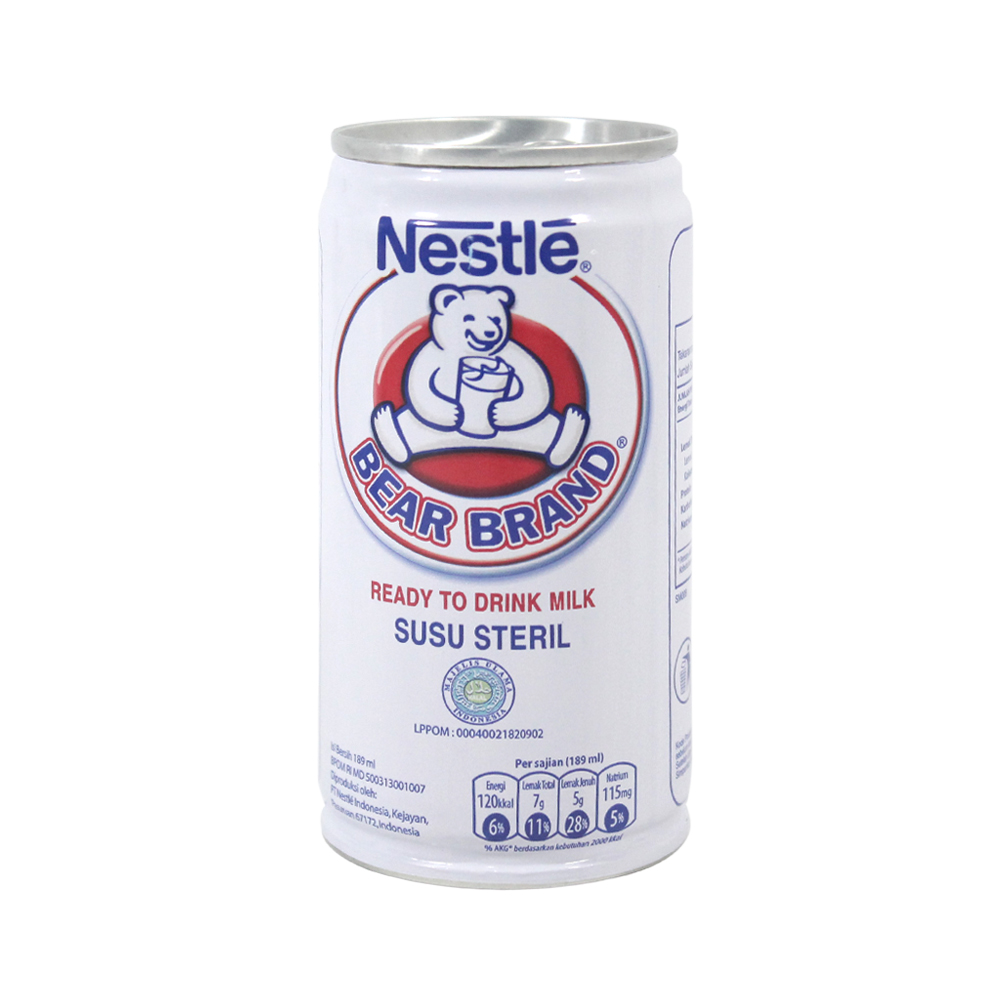 Nestlé®
BEAR BRAND®
READY TO DRINK MILK
SUSU STERIL
MAJELIS ULAMA
INDONESIA
LPPOM : 00040021820902
Isi Bersih 189 ml
BPOM RI MD 500313001007
Diproduksi oleh:
PT Nestlé Indonesia, Kejayan,
Pasuruan 67172, Indonesia
Per sajian (189 ml)
Energi Lemak Total Lemak Jenuh Natrium
120kkal 7g 5g 115mg
6% 11% 28% 5%
% AKG* berdasarkan kebutuhan 2000 kkal